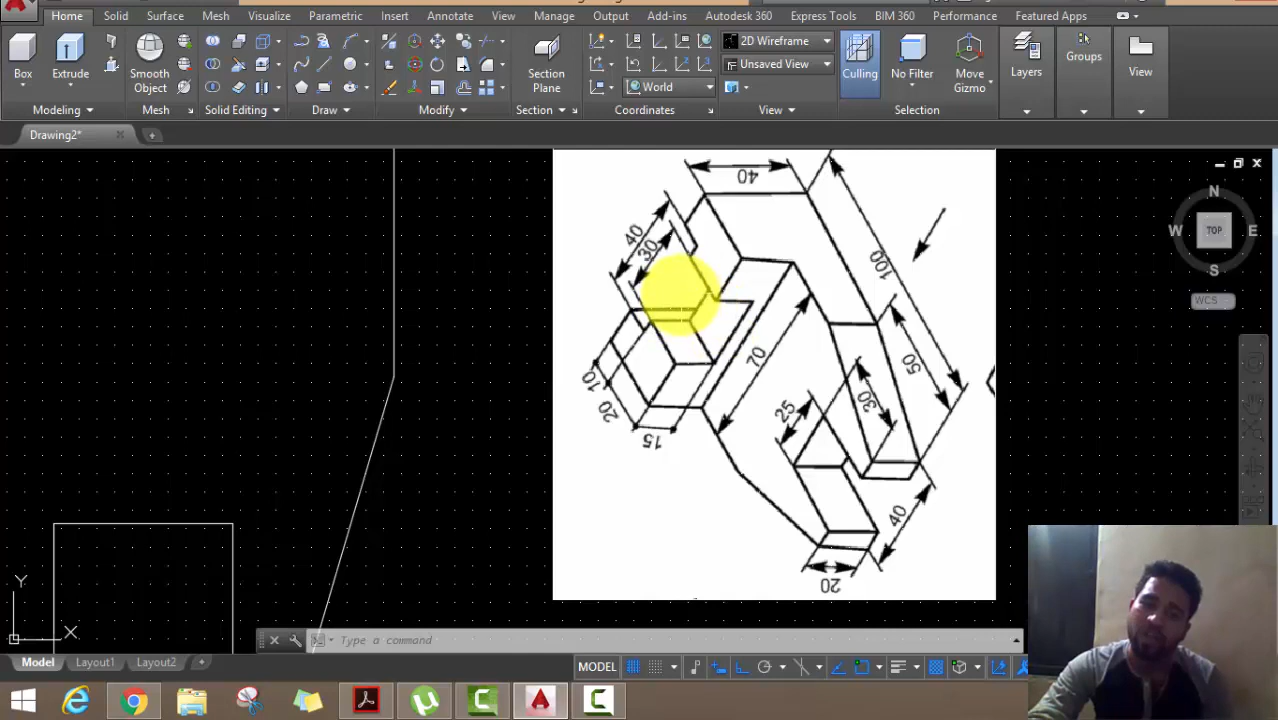 Home Solid Surface Mesh Visualize Parametric Insert Annotate View Manage Output Add-ins Autodesk 360 Express Tools BIM 360 Performance Featured Apps
2D Wireframe
Unsaved View
World
Box Extrude Smooth Object Section Plane Culling No Filter Move Gizmo Layers Groups View
Modeling Mesh Solid Editing Draw Modify Section Coordinates View Selection
Drawing2*
N
W TOP E
S
WCS
40
40
30
100
70
50
30
25
10
20
15
40
20
Y
X
Type a command
Model Layout1 Layout2 MODEL